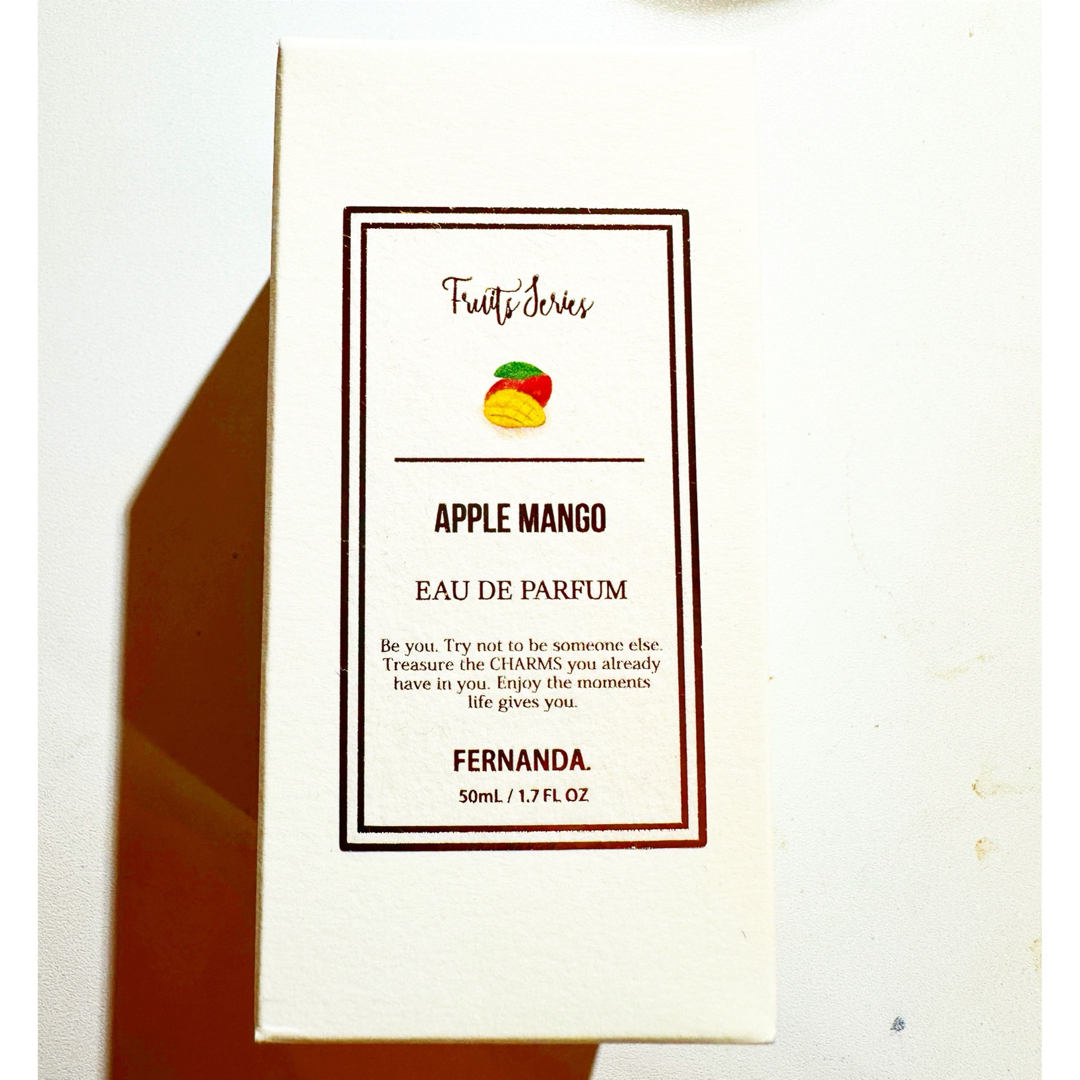 Fruits Series
APPLE MANGO
EAU DE PARFUM
Be you. Try not to be someone else.
Treasure the CHARMS you already
have in you. Enjoy the moments
life gives you.
FERNANDA.
50mL / 1.7 FL OZ